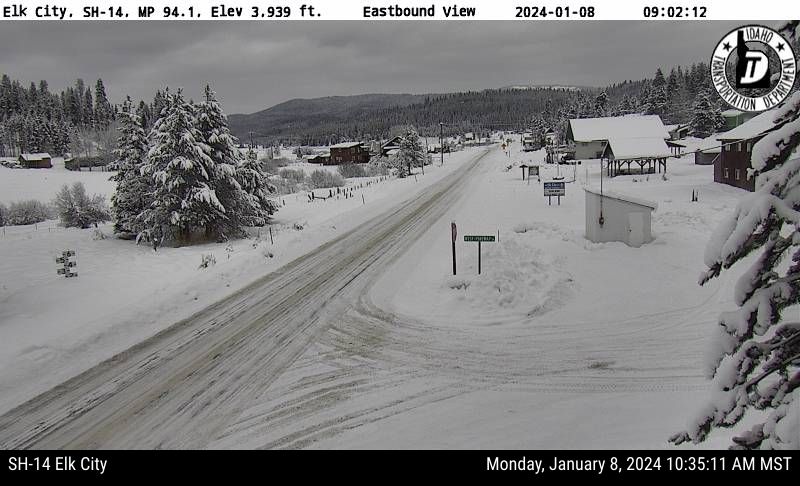 Elk City, SH-14, MP 94.1, Elev 3,939 ft. Eastbound View 2024-01-08 09:02:12
IDAHO
TRANSPORTATION DEPARTMENT
SH-14 Elk City Monday, January 8, 2024 10:35:11 AM MST